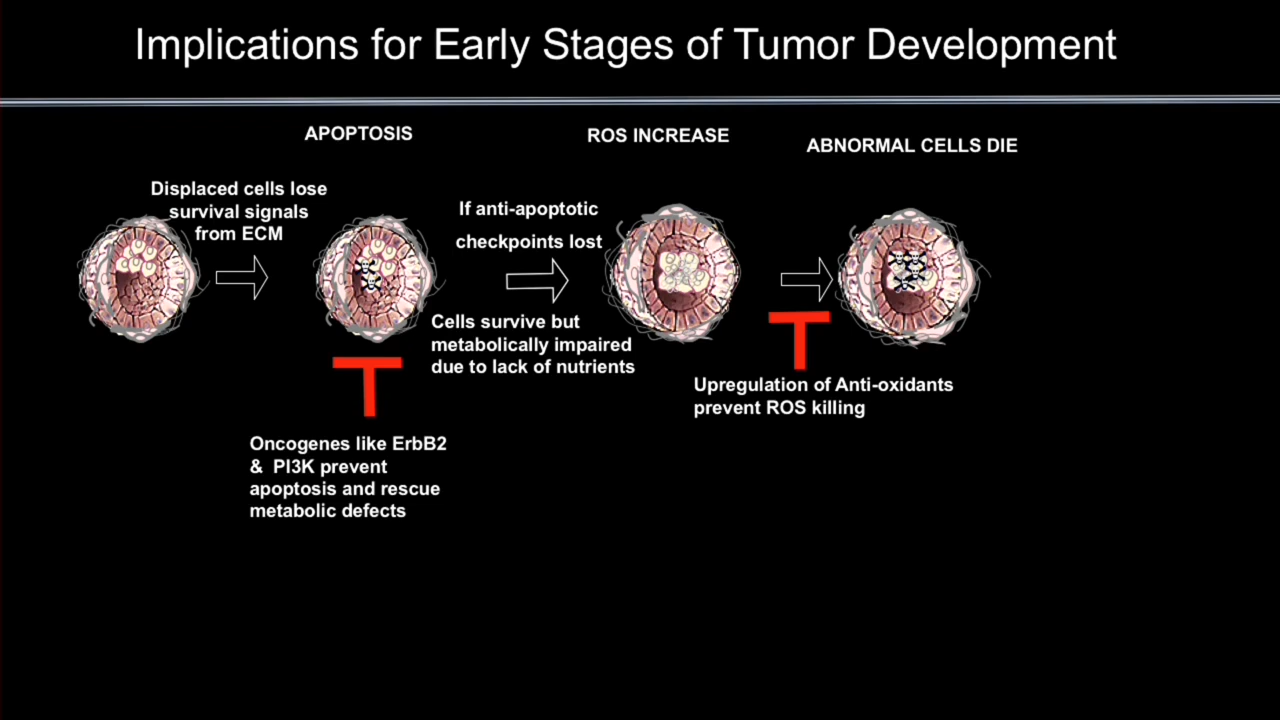 Implications for Early Stages of Tumor Development
APOPTOSIS
ROS INCREASE
ABNORMAL CELLS DIE
Displaced cells lose
survival signals
from ECM
If anti-apoptotic
checkpoints lost
Cells survive but
metabolically impaired
due to lack of nutrients
Upregulation of Anti-oxidants
prevent ROS killing
Oncogenes like ErbB2
& PI3K prevent
apoptosis and rescue
metabolic defects